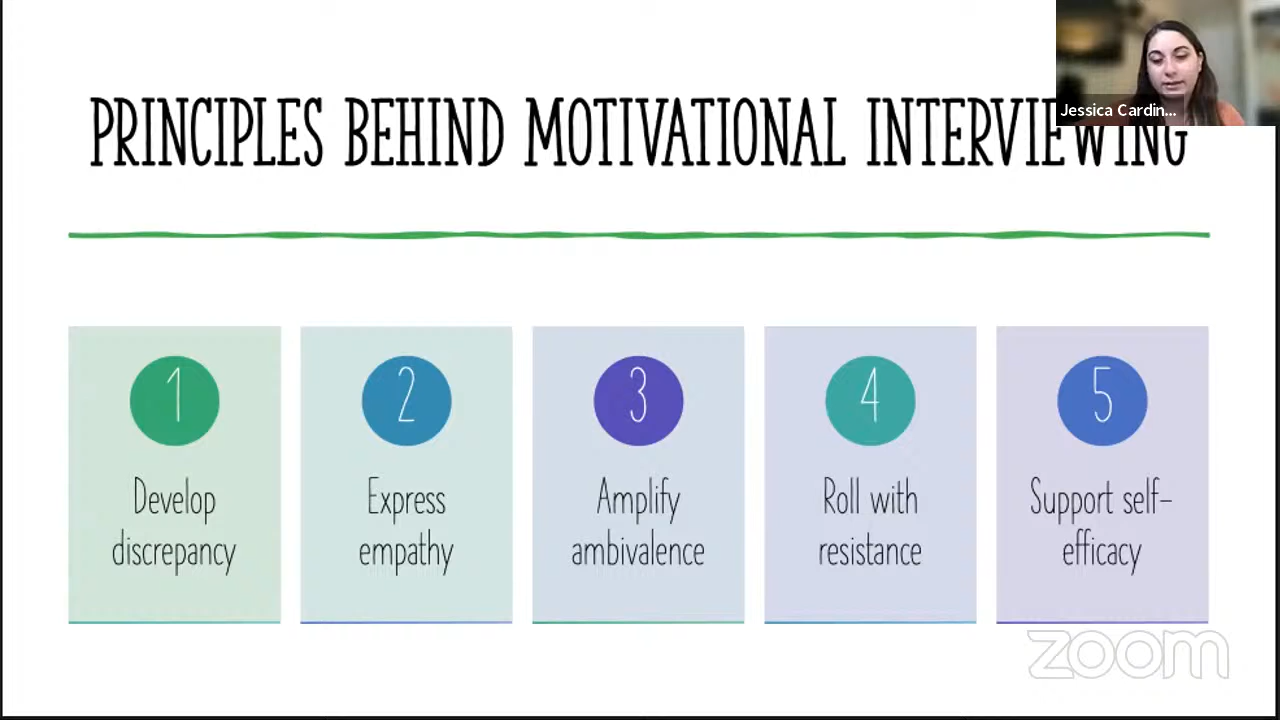 Jessica Cardin...
PRINCIPLES BEHIND MOTIVATIONAL INTERVIEWING
1
Develop
discrepancy
2
Express
empathy
3
Amplify
ambivalence
4
Roll with
resistance
5
Support self-
efficacy
zoom